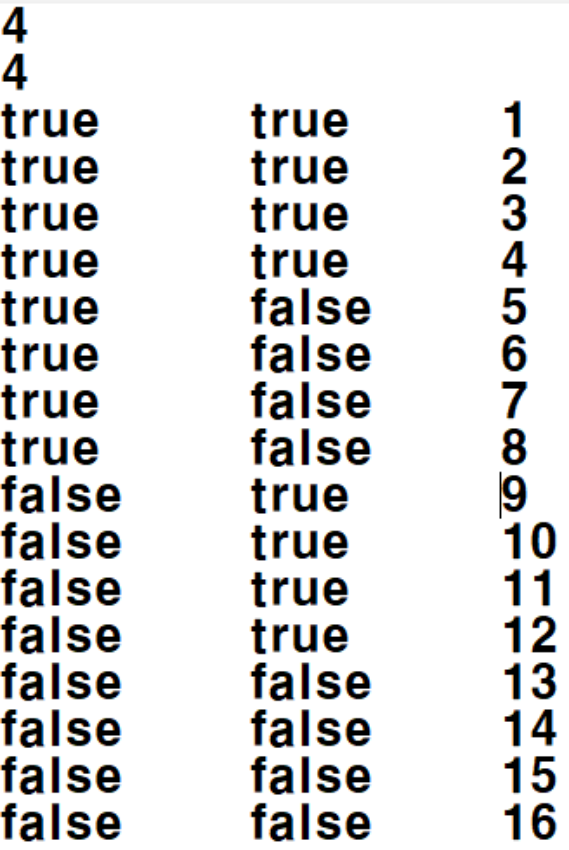 4
4
true true 1
true true 2
true true 3
true true 4
true false 5
true false 6
true false 7
true false 8
false true 9
false true 10
false true 11
false true 12
false false 13
false false 14
false false 15
false false 16